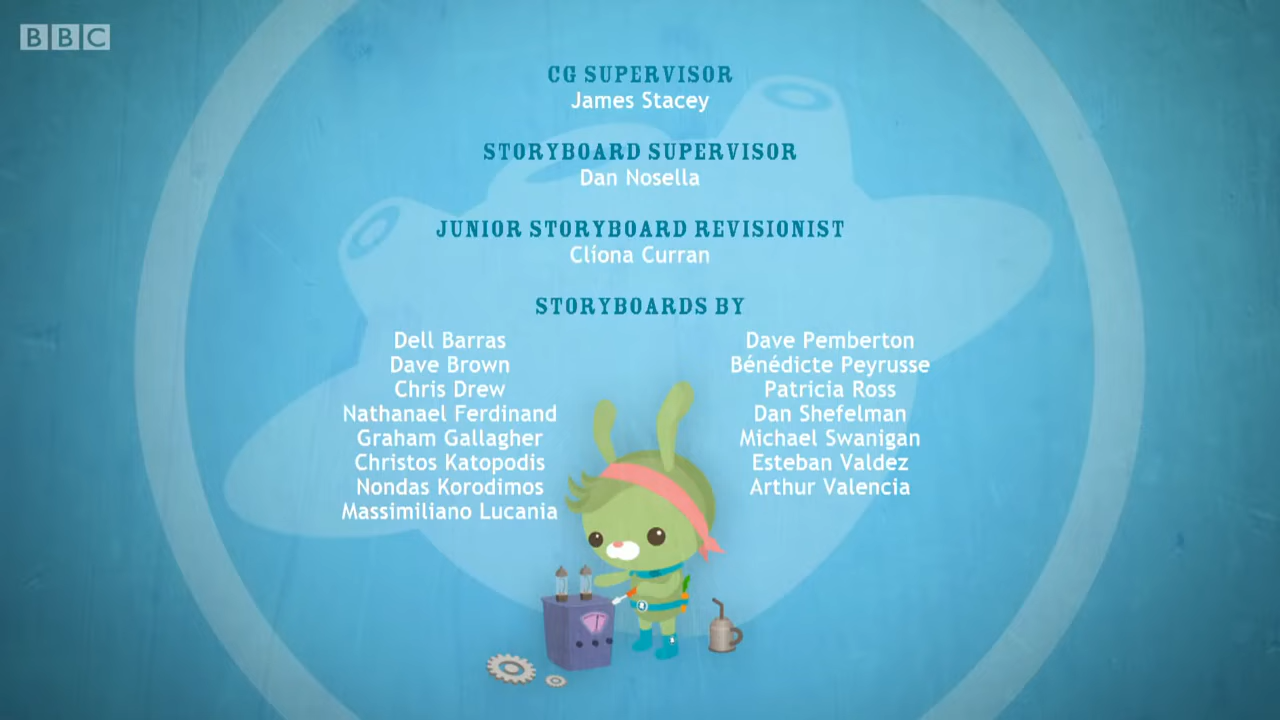 BBC
CG SUPERVISOR
James Stacey
STORYBOARD SUPERVISOR
Dan Nosella
JUNIOR STORYBOARD REVISIONIST
Clíona Curran
STORYBOARDS BY
Dell Barras
Dave Brown
Chris Drew
Nathanael Ferdinand
Graham Gallagher
Christos Katopodis
Nondas Korodimos
Massimiliano Lucania
Dave Pemberton
Bénédicte Peyrusse
Patricia Ross
Dan Shefelman
Michael Swanigan
Esteban Valdez
Arthur Valencia